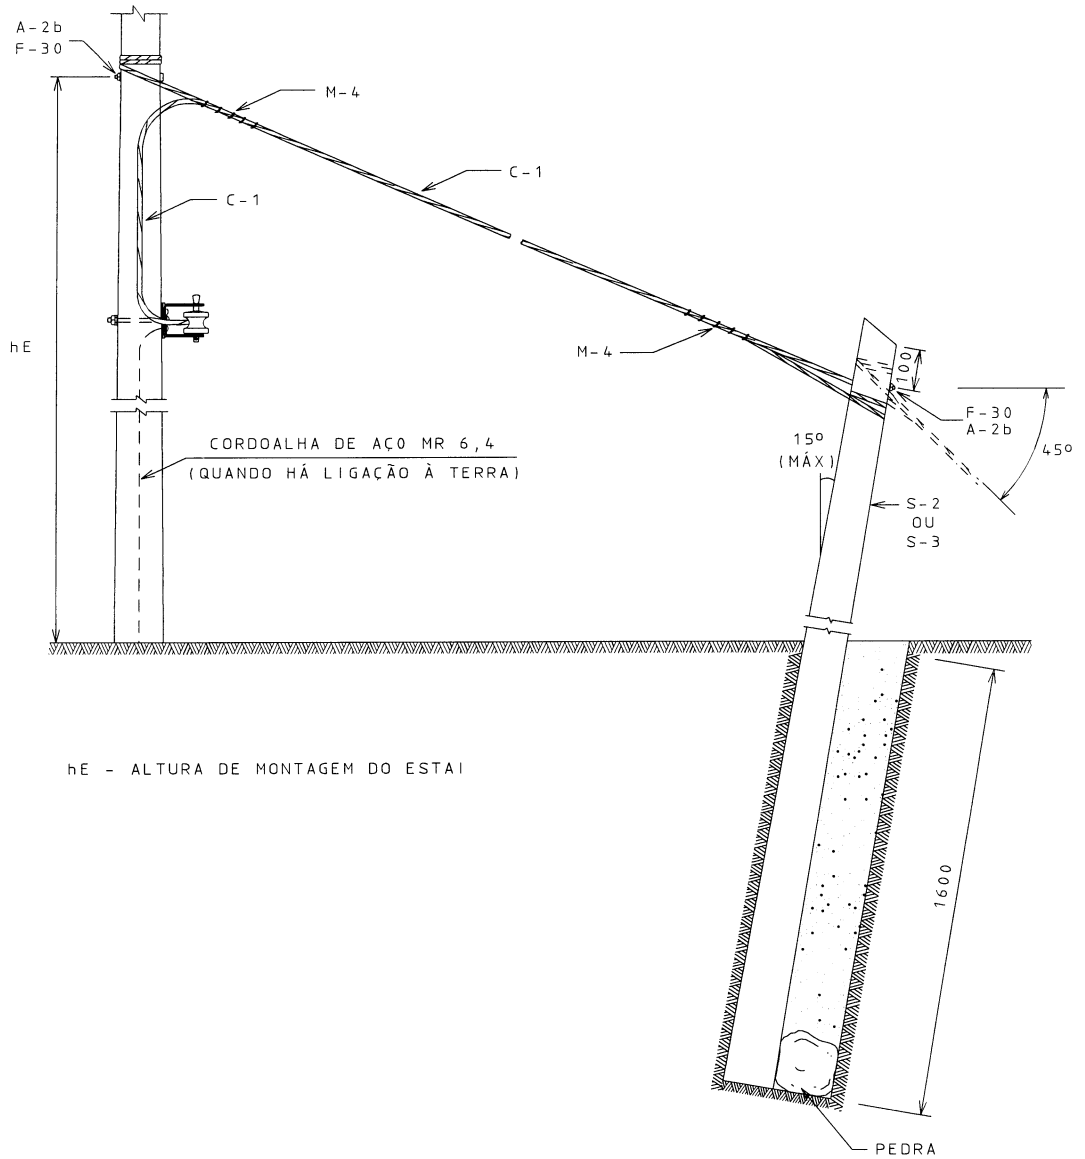 A-2b
F-30
M-4
C-1
C-1
hE
M-4
100
F-30
A-2b
45º
15º
(MÁX)
CORDOALHA DE AÇO MR 6,4
(QUANDO HÁ LIGAÇÃO À TERRA)
S-2
OU
S-3
hE - ALTURA DE MONTAGEM DO ESTAI
1600
PEDRA